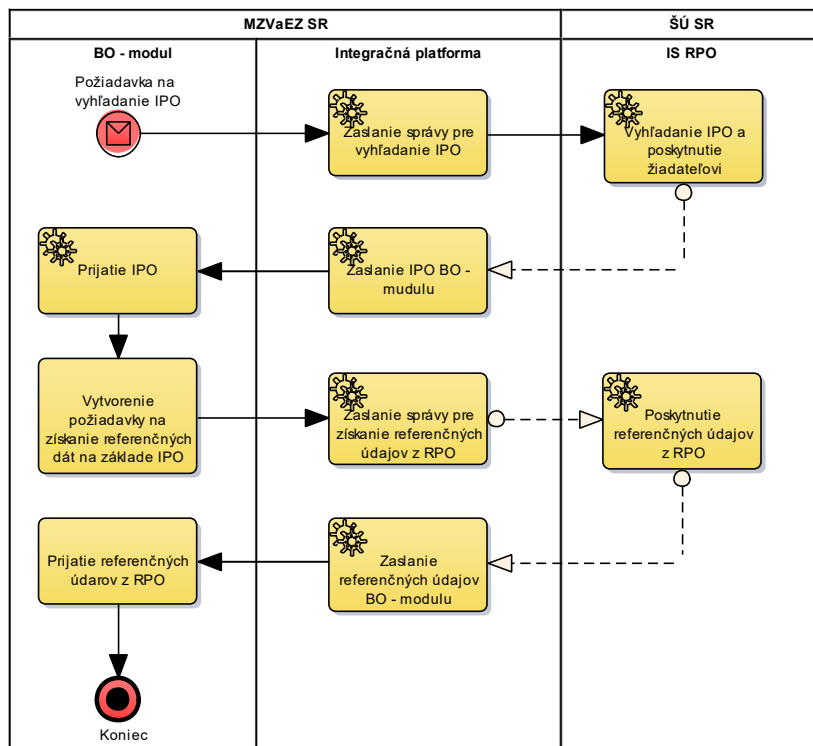 MZVaEZ SR
ŠÚ SR
BO - modul
Integračná platforma
IS RPO
Požiadavka na
vyhľadanie IPO
Zaslanie správy pre
vyhľadanie IPO
Vyhľadanie IPO a
poskytnutie
žiadateľovi
Prijatie IPO
Zaslanie IPO BO -
mudulu
Vytvorenie
požiadavky na
získanie referenčných
dát na základe IPO
Zaslanie správy pre
získanie referenčných
údajov z RPO
Poskytnutie
referenčných údajov
z RPO
Prijatie referenčných
údarov z RPO
Zaslanie
referenčných údajov
BO - modulu
Koniec